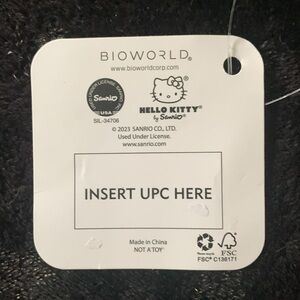 BIOWORLD®
www.bioworldcorp.com
Sanrio
USA
SIL-34706
HELLO KITTY®
by Sanrio®
© 2023 SANRIO CO., LTD.
Used Under License.
www.sanrio.com
INSERT UPC HERE
Made in China
NOT A TOY
FSC
FSC® C136171